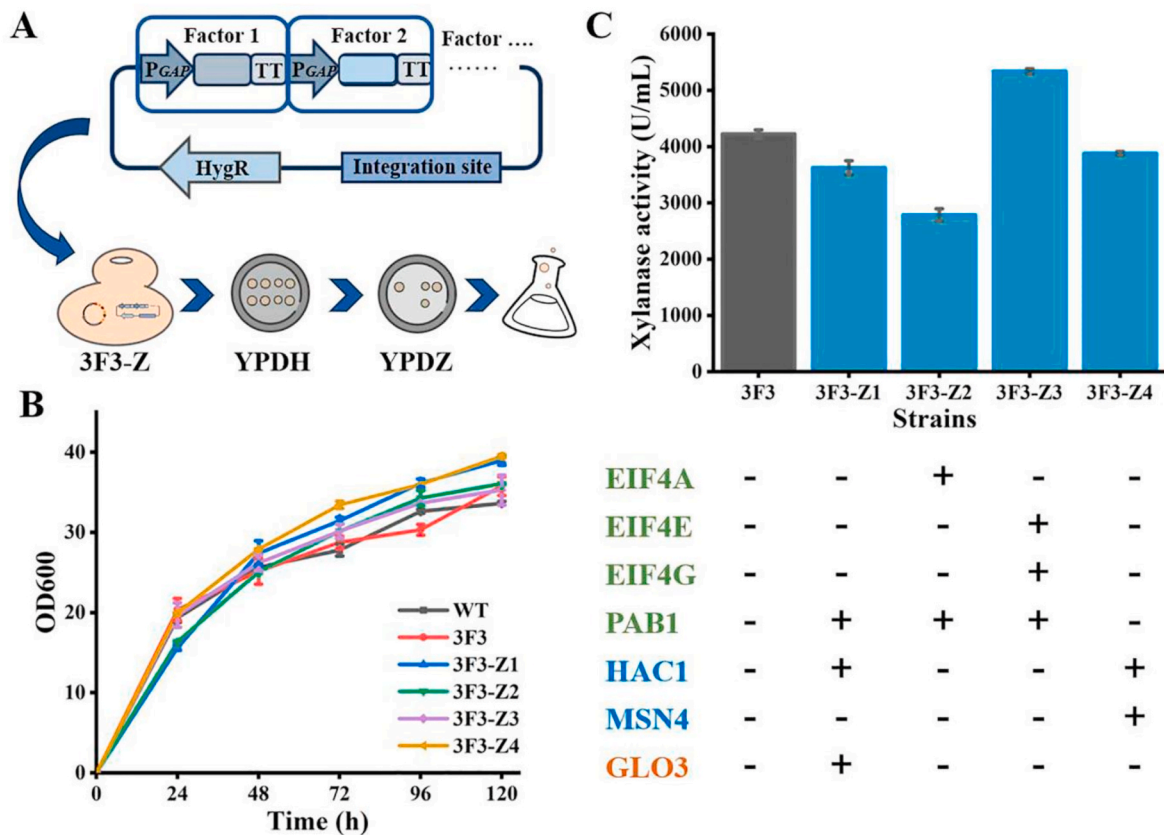 A
Factor 1 Factor 2 Factor ....
PGAP TT PGAP TT ......
HygR Integration site
3F3-Z YPDH YPDZ
B
OD600
40
30
20
10
0
0 24 48 72 96 120
Time (h)
WT
3F3
3F3-Z1
3F3-Z2
3F3-Z3
3F3-Z4
C
Xylanase activity (U/mL)
6000
5000
4000
3000
2000
1000
0
3F3 3F3-Z1 3F3-Z2 3F3-Z3 3F3-Z4
Strains
EIF4A - - + - -
EIF4E - - - + -
EIF4G - - - + -
PAB1 - + + + -
HAC1 - + - - +
MSN4 - - - - +
GLO3 - + - - -